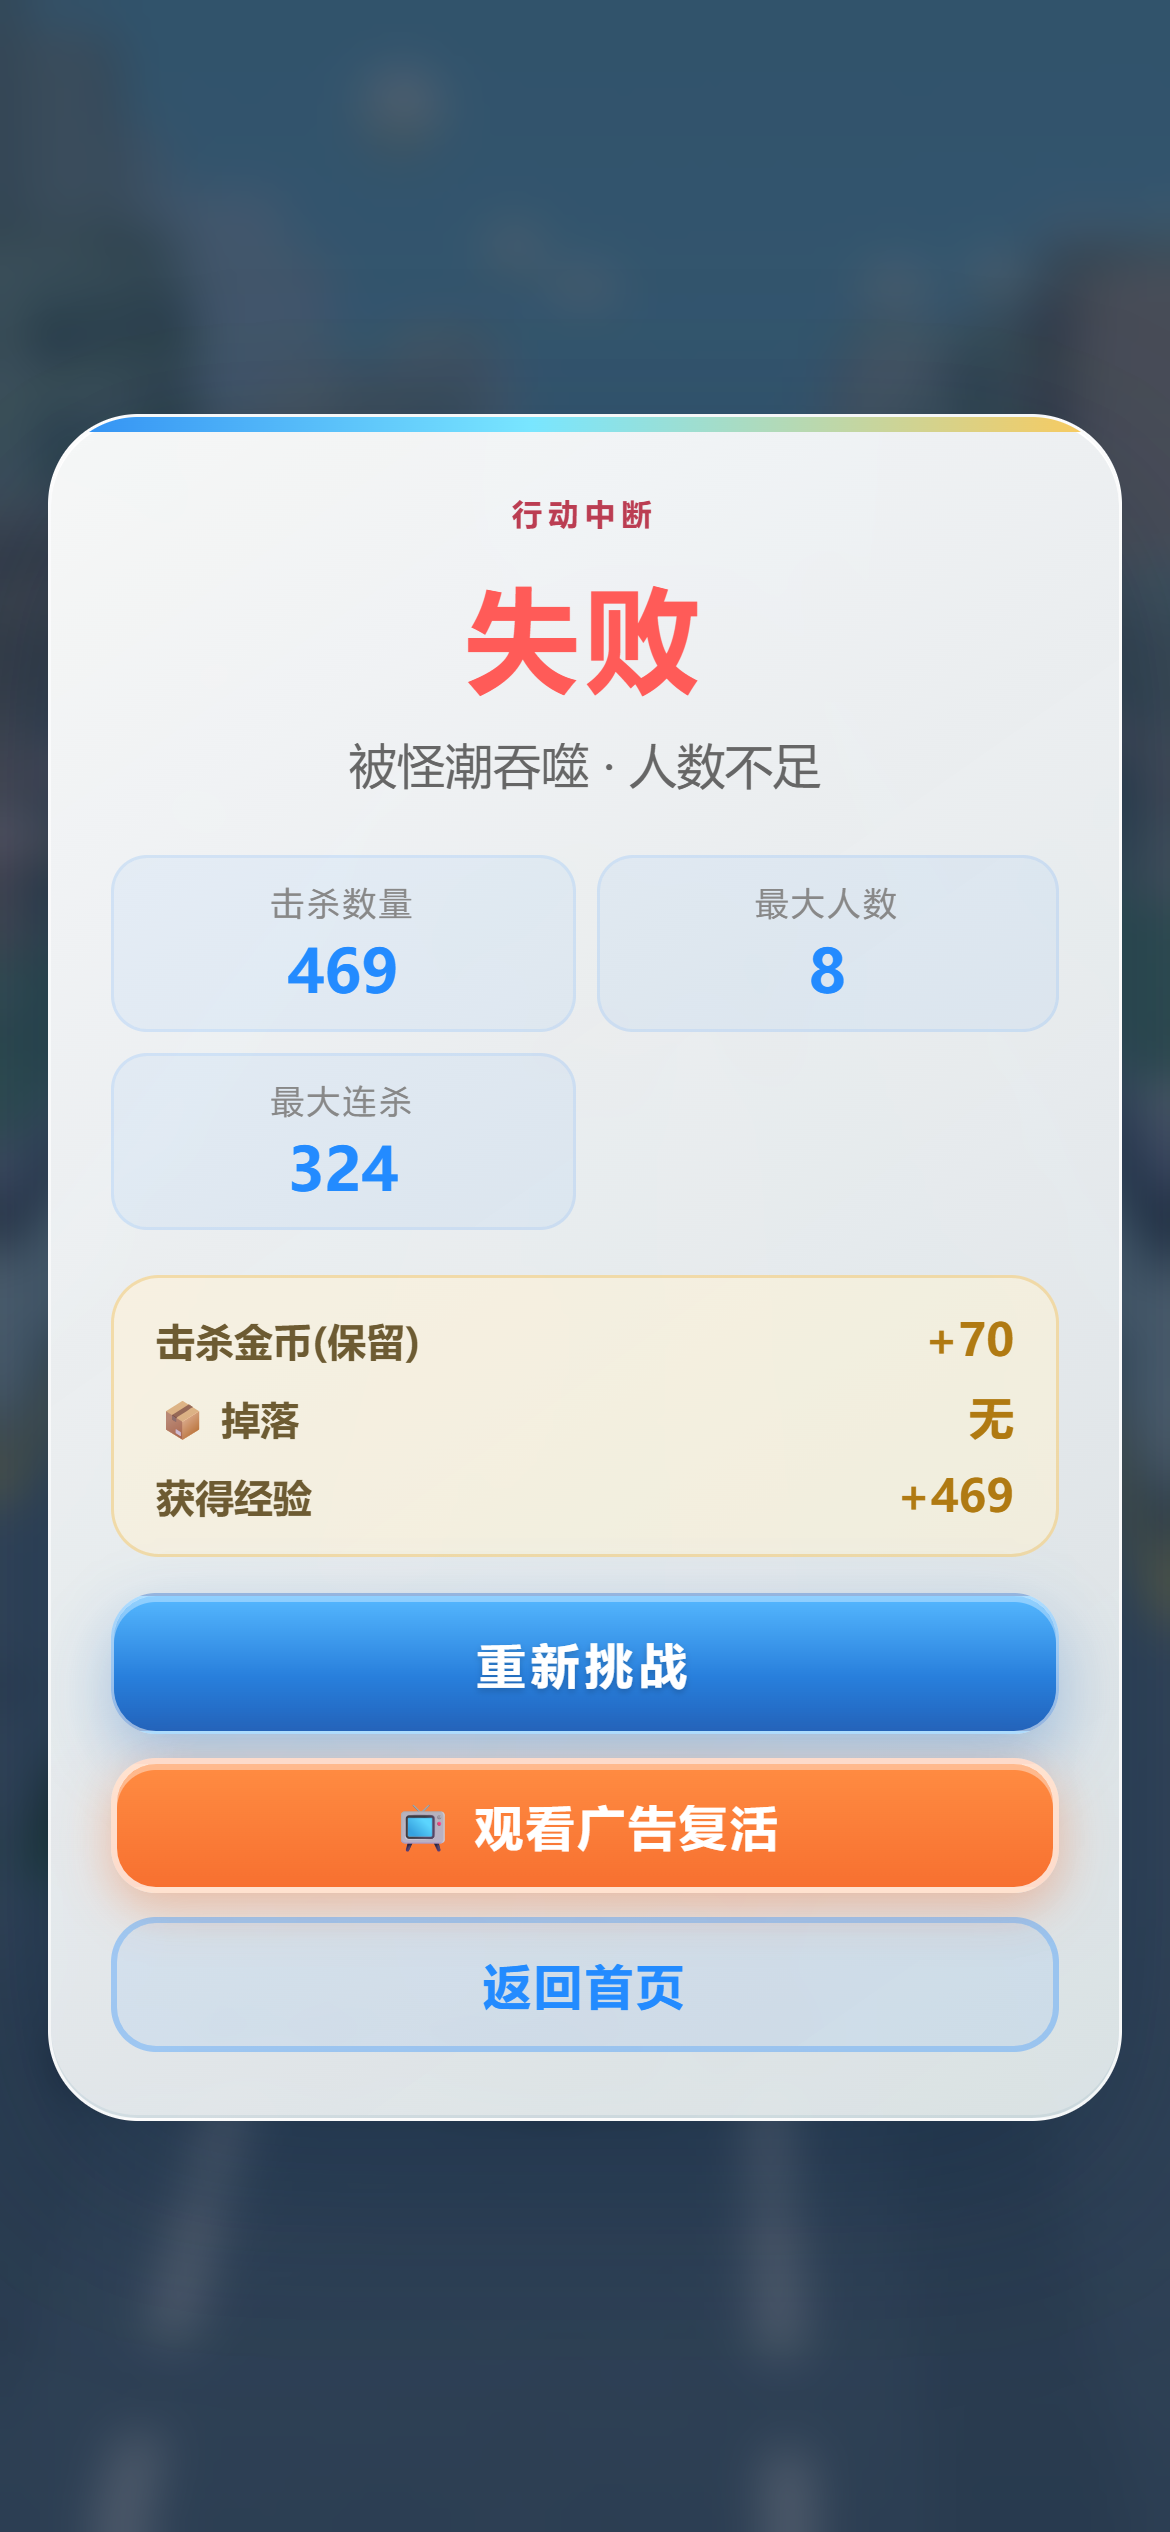 行动中断
失败
被怪潮吞噬 · 人数不足
击杀数量
469
最大人数
8
最大连杀
324
击杀金币(保留) +70
掉落 无
获得经验 +469
重新挑战
观看广告复活
返回首页